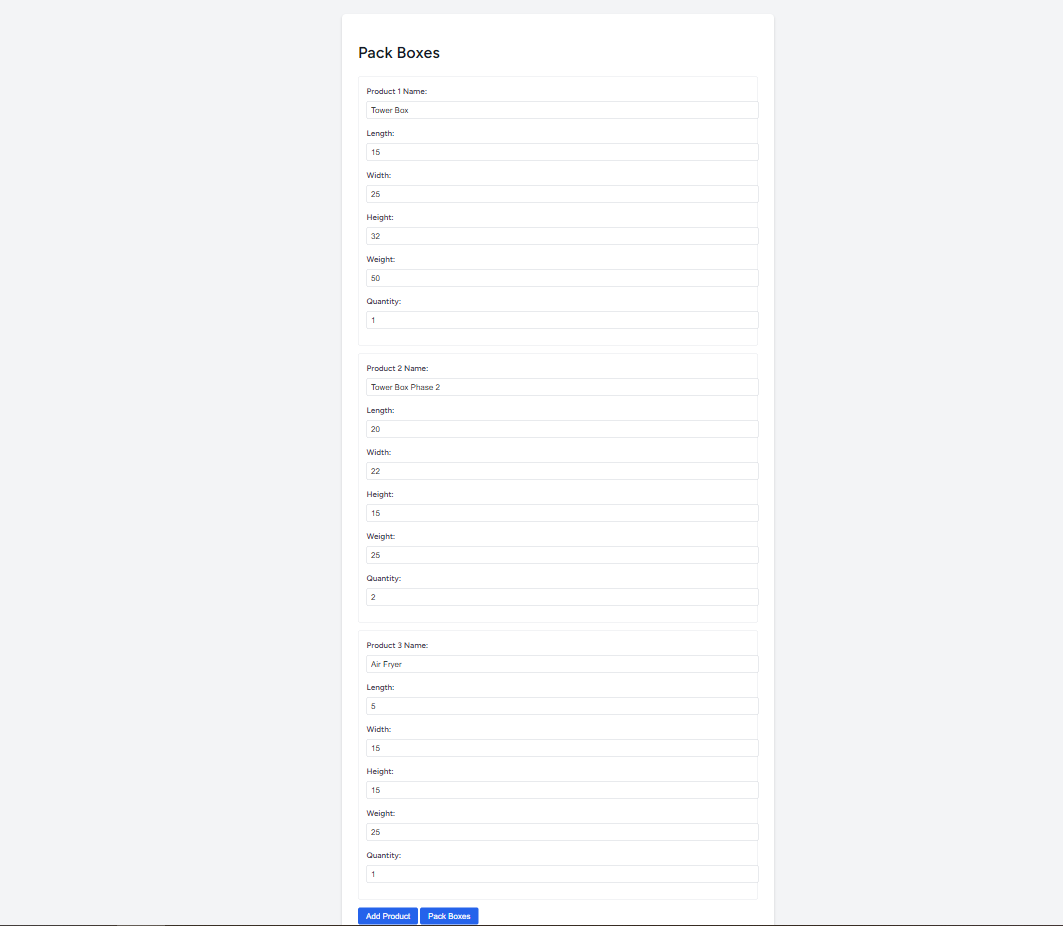 Pack Boxes
Product 1 Name:
Tower Box
Length:
15
Width:
25
Height:
32
Weight:
50
Quantity:
1
Product 2 Name:
Tower Box Phase 2
Length:
20
Width:
22
Height:
15
Weight:
25
Quantity:
2
Product 3 Name:
Air Fryer
Length:
5
Width:
15
Height:
15
Weight:
25
Quantity:
1
Add Product Pack Boxes